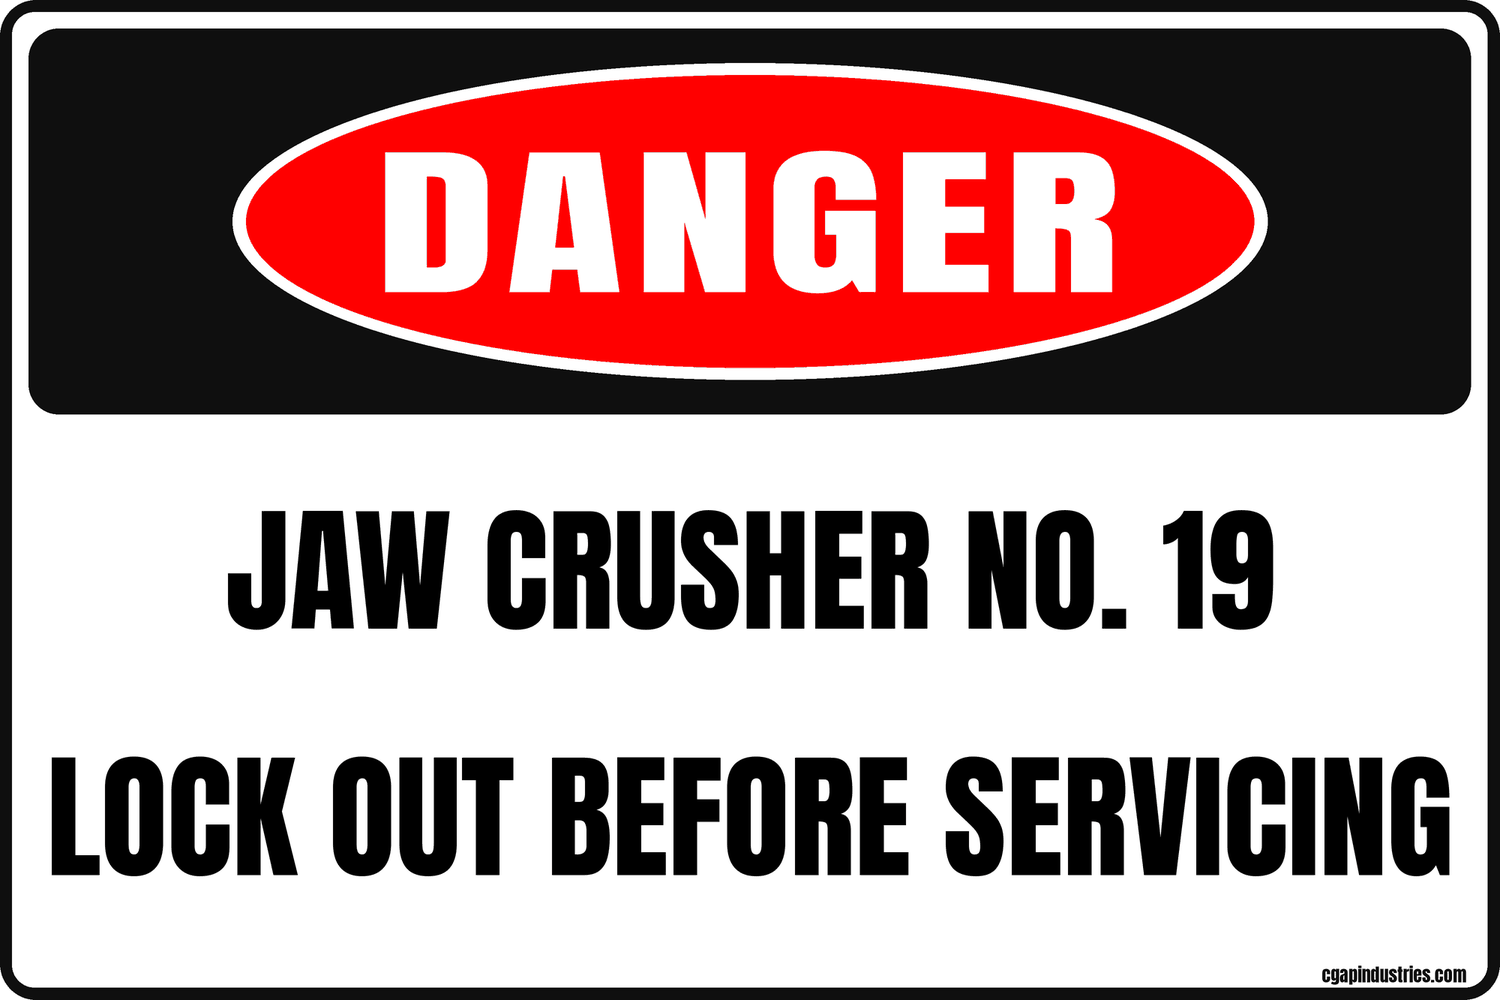 DANGER
JAW CRUSHER NO. 19
LOCK OUT BEFORE SERVICING
cgapindustries.com